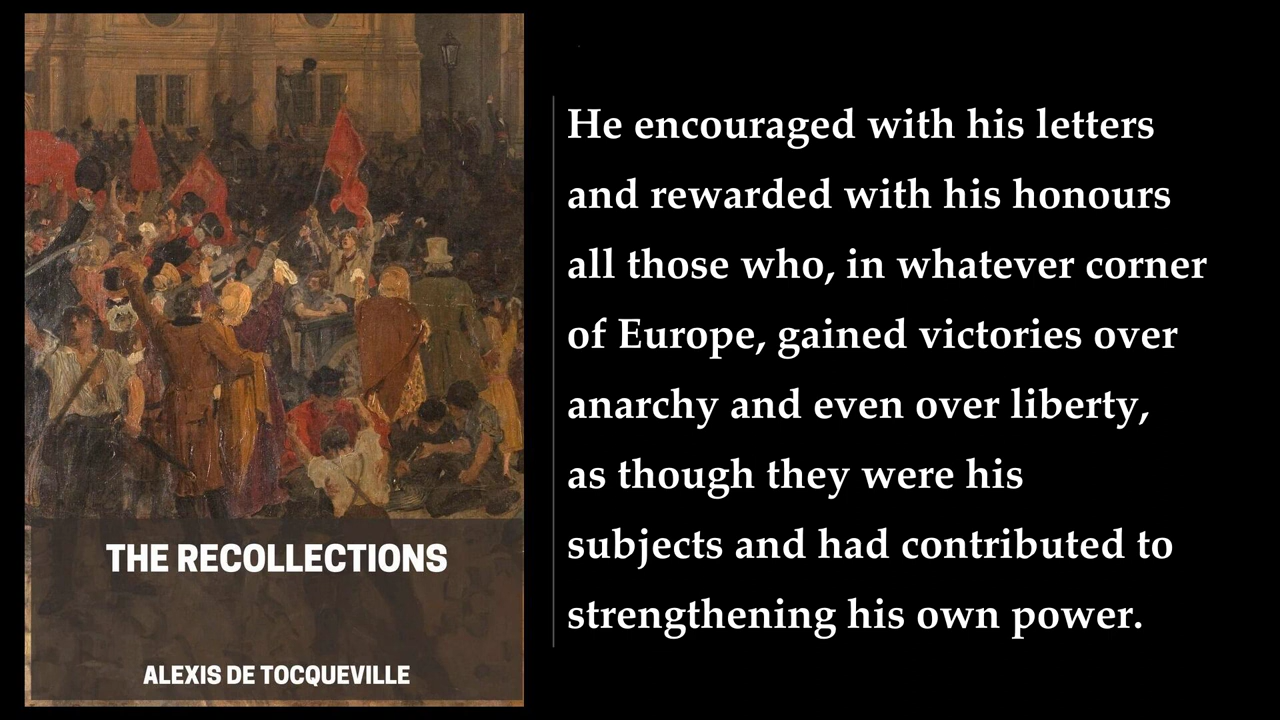 THE RECOLLECTIONS
ALEXIS DE TOCQUEVILLE
He encouraged with his letters
and rewarded with his honours
all those who, in whatever corner
of Europe, gained victories over
anarchy and even over liberty,
as though they were his
subjects and had contributed to
strengthening his own power.